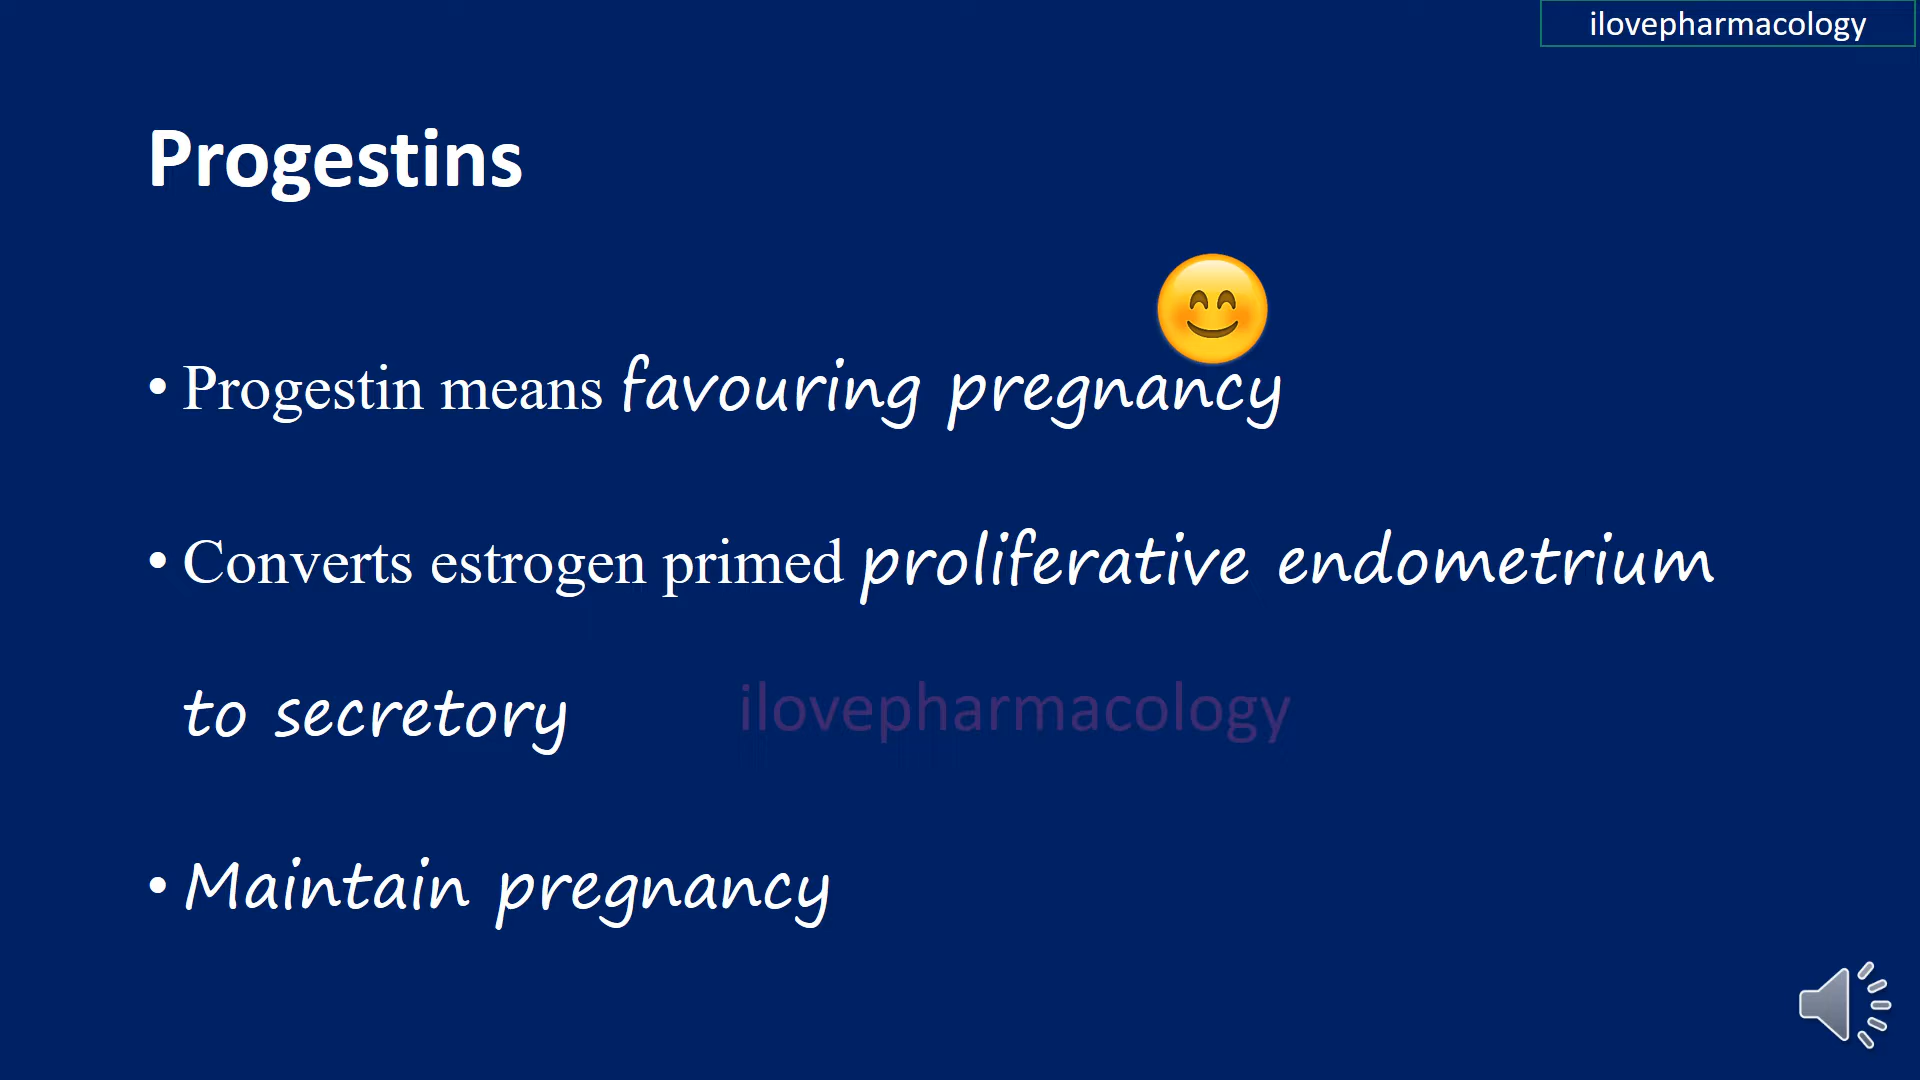 ilovepharmacology
Progestins
• Progestin means favouring pregnancy
• Converts estrogen primed proliferative endometrium
to secretory
ilovepharmacology
• Maintain pregnancy